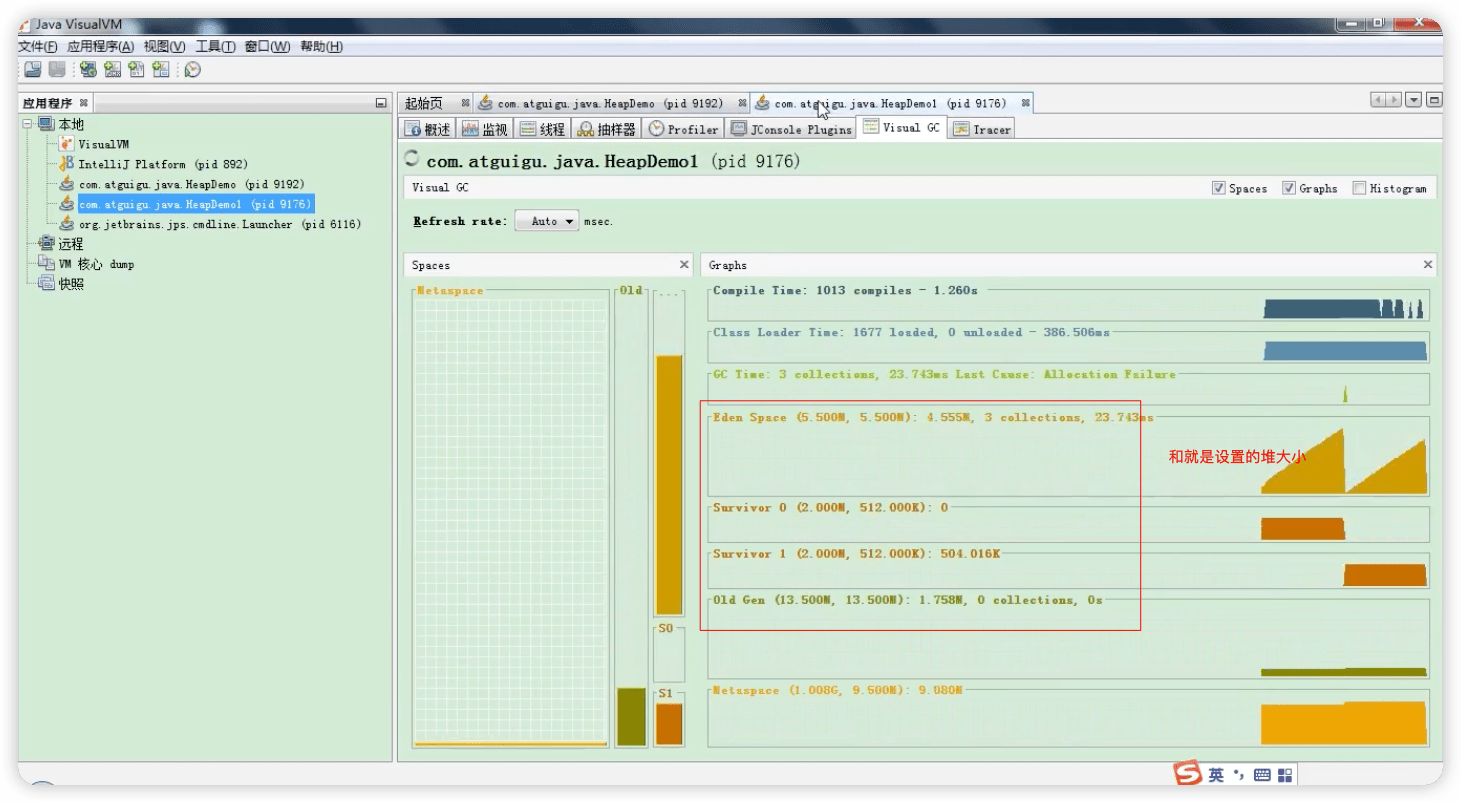 Java VisualVM
文件(F) 应用程序(A) 视图(V) 工具(T) 窗口(W) 帮助(H)
应用程序
本地
VisualVM
IntelliJ Platform (pid 892)
com.atguigu.java.HeapDemo (pid 9192)
com.atguigu.java.HeapDemo1 (pid 9176)
org.jetbrains.jps.cmdline.Launcher (pid 6116)
远程
VM 核心 dump
快照
起始页 com.atguigu.java.HeapDemo (pid 9192) com.atguigu.java.HeapDemo1 (pid 9176)
概述 监视 线程 抽样器 Profiler JConsole Plugins Visual GC Tracer
com.atguigu.java.HeapDemo1 (pid 9176)
Visual GC Spaces Graphs Histogram
Refresh rate: Auto msec.
Spaces
Metaspace Old ...
S0
S1
Graphs
Compile Time: 1013 compiles - 1.260s
Class Loader Time: 1677 loaded, 0 unloaded - 386.506ms
GC Time: 3 collections, 23.743ms Last Cause: Allocation Failure
Eden Space (5.500M, 5.500M): 4.555M, 3 collections, 23.743ms
和就是设置的堆大小
Survivor 0 (2.000M, 512.000K): 0
Survivor 1 (2.000M, 512.000K): 504.016K
Old Gen (13.500M, 13.500M): 1.758M, 0 collections, 0s
Metaspace (1.008G, 9.500M): 9.080M
S 英